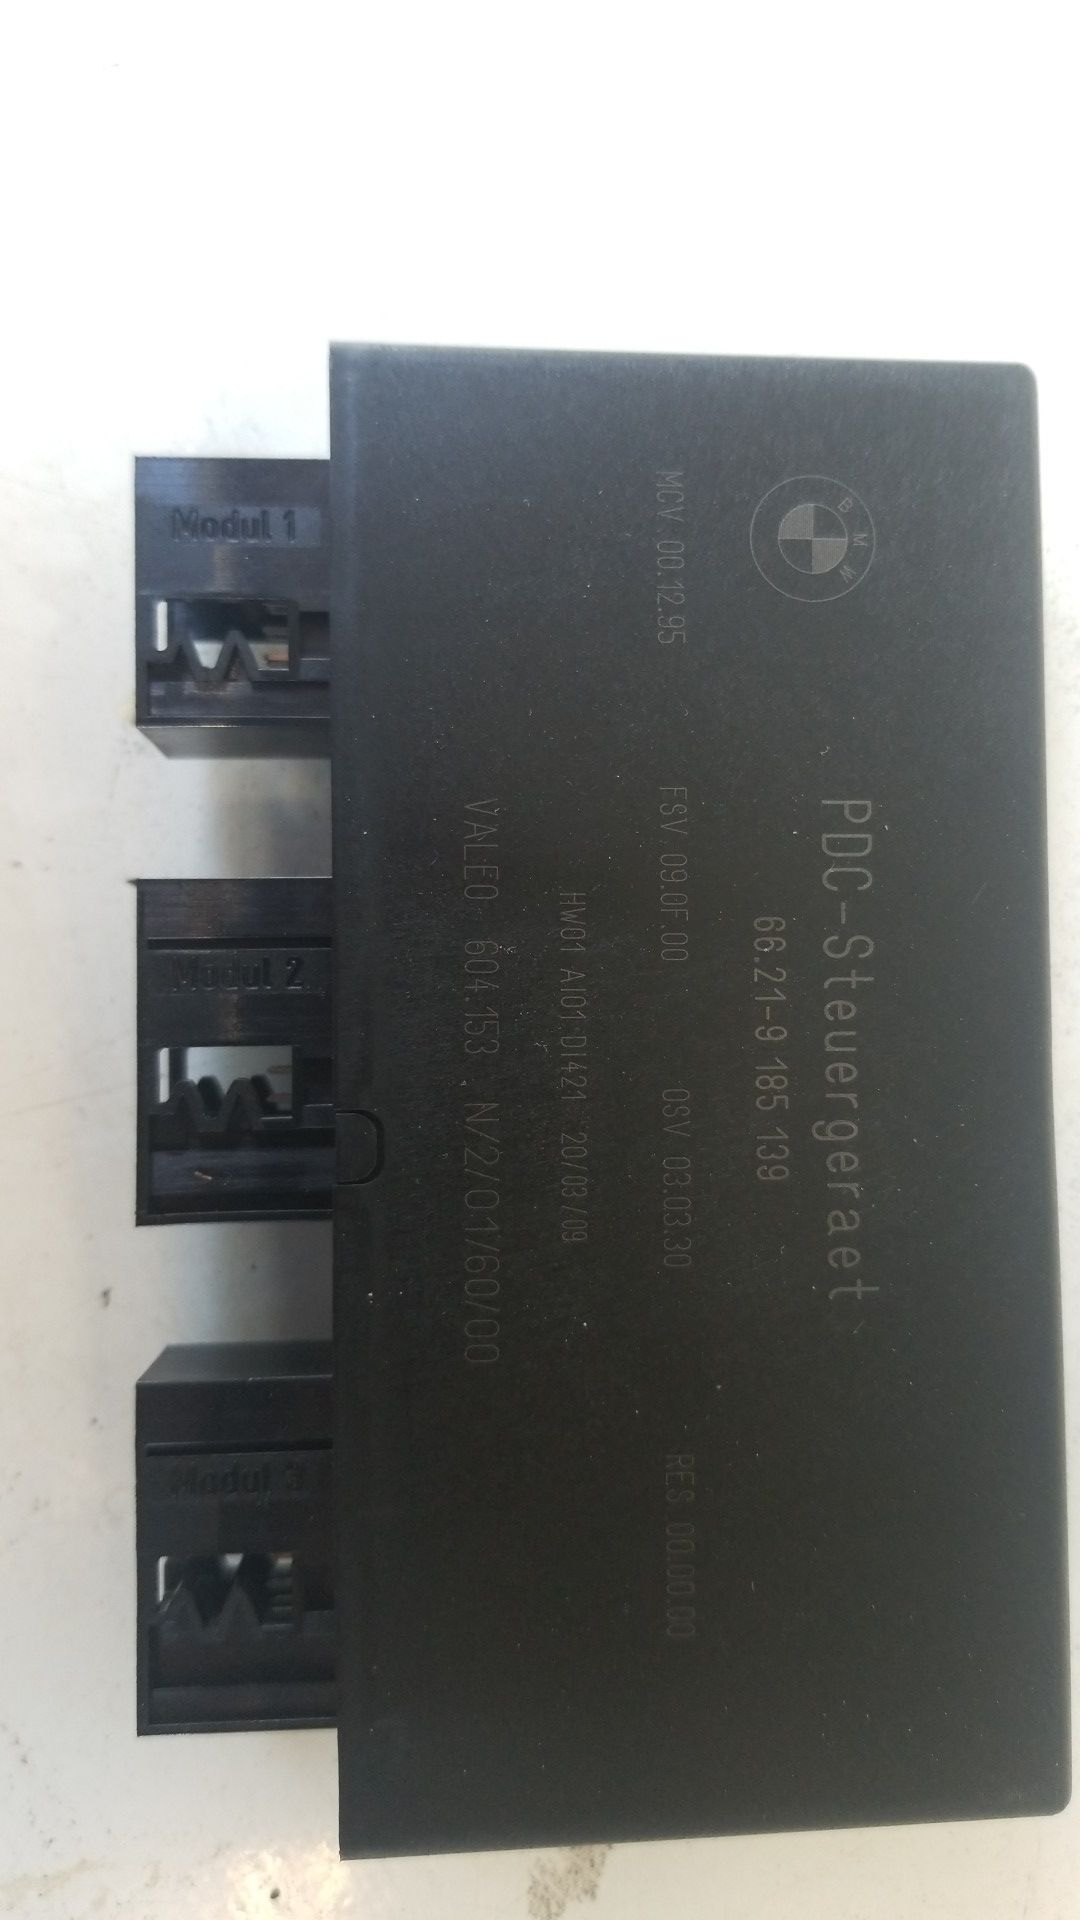 BMW
PDC-Steuergeraet
66.21-9 185 139
MCV 00.12.95 FSV 09.0F.00 OSV 03.03.30 RES 00.00.00
HW01 AI01 DI421 20/03/09
VALEO 604.153 N/2/01/60/00
Modul 1
Modul 2
Modul 3